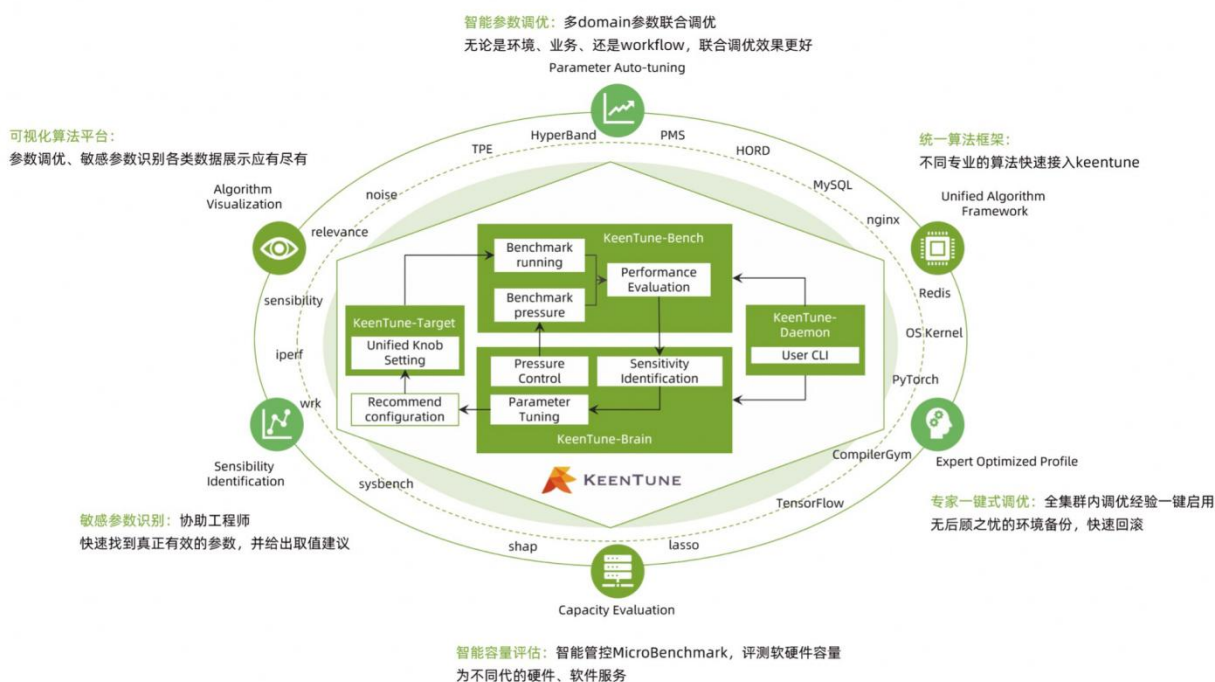 智能参数调优：多domain参数联合调优
无论是环境、业务、还是workflow，联合调优效果更好
Parameter Auto-tuning
可视化算法平台：
参数调优、敏感参数识别各类数据展示应有尽有
Algorithm
Visualization
统一算法框架：
不同专业的算法快速接入keentune
Unified Algorithm
Framework
HyperBand
PMS
TPE
HORD
noise
MySQL
relevance
nginx
sensibility
Redis
iperf
OS Kernel
wrk
PyTorch
sysbench
CompilerGym
shap
lasso
TensorFlow
KeenTune-Bench
Benchmark
running
Performance
Evaluation
Benchmark
pressure
KeenTune-Target
Unified Knob
Setting
KeenTune-
Daemon
User CLI
Pressure
Control
Sensitivity
Identification
Recommend
configuration
Parameter
Tuning
KeenTune-Brain
KEENTUNE
Sensibility
Identification
敏感参数识别：协助工程师
快速找到真正有效的参数，并给出取值建议
Expert Optimized Profile
专家一键式调优：全集群内调优经验一键启用
无后顾之忧的环境备份，快速回滚
Capacity Evaluation
智能容量评估：智能管控MicroBenchmark，评测软硬件容量
为不同代的硬件、软件服务